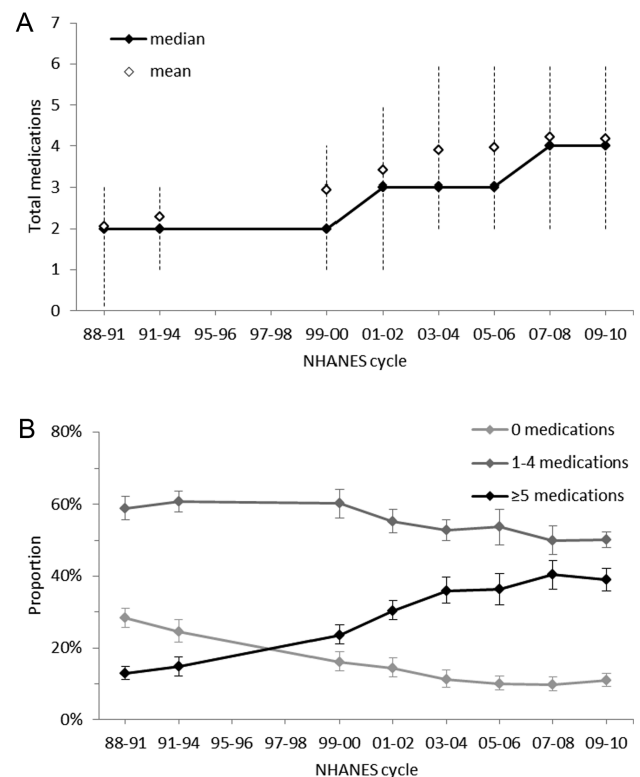 A
7
6
5
4
3
2
1
0
Total medications
median
mean
88-91 91-94 95-96 97-98 99-00 01-02 03-04 05-06 07-08 09-10
NHANES cycle
B
80%
60%
40%
20%
0%
Proportion
0 medications
1-4 medications
≥5 medications
88-91 91-94 95-96 97-98 99-00 01-02 03-04 05-06 07-08 09-10
NHANES cycle